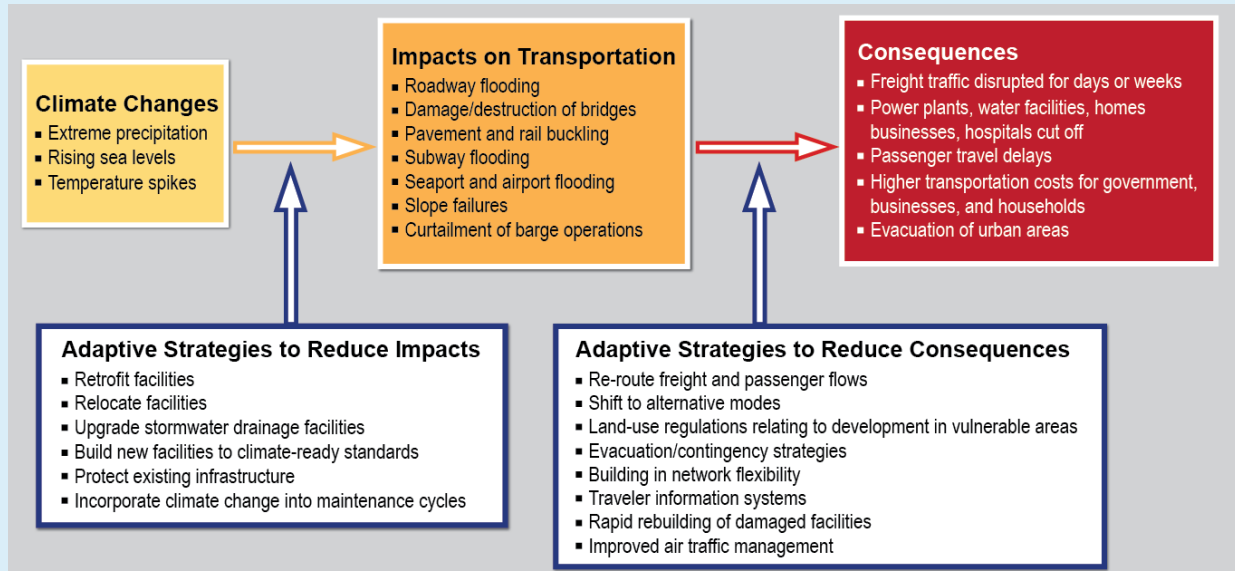 Climate Changes
▪ Extreme precipitation
▪ Rising sea levels
▪ Temperature spikes
Impacts on Transportation
▪ Roadway flooding
▪ Damage/destruction of bridges
▪ Pavement and rail buckling
▪ Subway flooding
▪ Seaport and airport flooding
▪ Slope failures
▪ Curtailment of barge operations
Consequences
▪ Freight traffic disrupted for days or weeks
▪ Power plants, water facilities, homes
businesses, hospitals cut off
▪ Passenger travel delays
▪ Higher transportation costs for government,
businesses, and households
▪ Evacuation of urban areas
Adaptive Strategies to Reduce Impacts
▪ Retrofit facilities
▪ Relocate facilities
▪ Upgrade stormwater drainage facilities
▪ Build new facilities to climate-ready standards
▪ Protect existing infrastructure
▪ Incorporate climate change into maintenance cycles
Adaptive Strategies to Reduce Consequences
▪ Re-route freight and passenger flows
▪ Shift to alternative modes
▪ Land-use regulations relating to development in vulnerable areas
▪ Evacuation/contingency strategies
▪ Building in network flexibility
▪ Traveler information systems
▪ Rapid rebuilding of damaged facilities
▪ Improved air traffic management